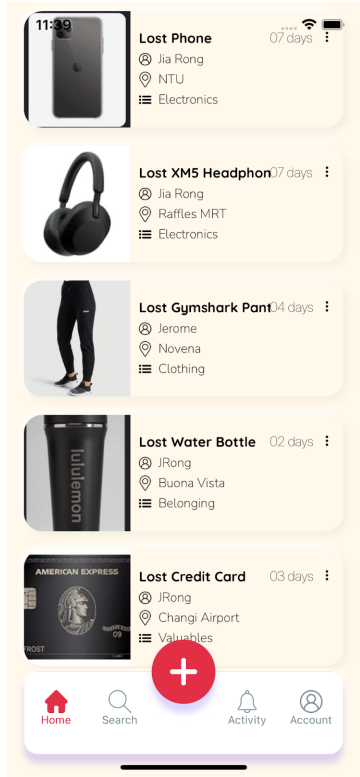 11:39
Lost Phone 07 days
Jia Rong
NTU
Electronics
Lost XM5 Headphon 07 days
Jia Rong
Raffles MRT
Electronics
Lost Gymshark Pant 04 days
Jerome
Novena
Clothing
lululemon
Lost Water Bottle 02 days
JRong
Buona Vista
Belonging
AMERICAN EXPRESS
09
FROST
Lost Credit Card 03 days
JRong
Changi Airport
Valuables
Home Search Activity Account